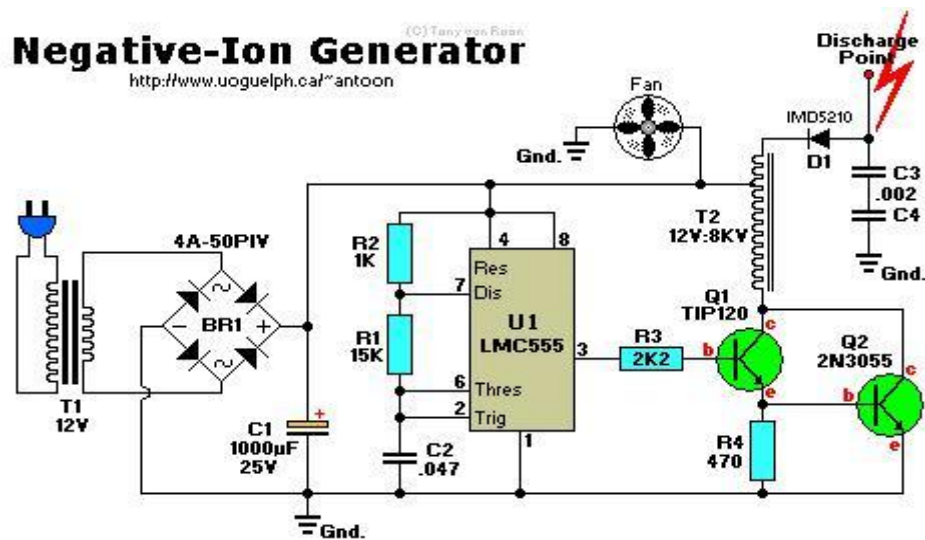 (C) Tony van Roon
Negative-Ion Generator
http://www.uoguelph.ca/~antoon
Discharge
Point
Fan
Gnd.
IMD5210
D1
C3
.002
C4
Gnd.
T2
12V:8KV
4A-50PIV
BR1
- +
T1
12V
C1
1000µF
25V
+
R2
1K
R1
15K
C2
.047
4 8
Res
7 Dis
U1
LMC555
3
6 Thres
2 Trig
1
R3
2K2
Q1
TIP120
b c e
Q2
2N3055
b c e
R4
470
Gnd.